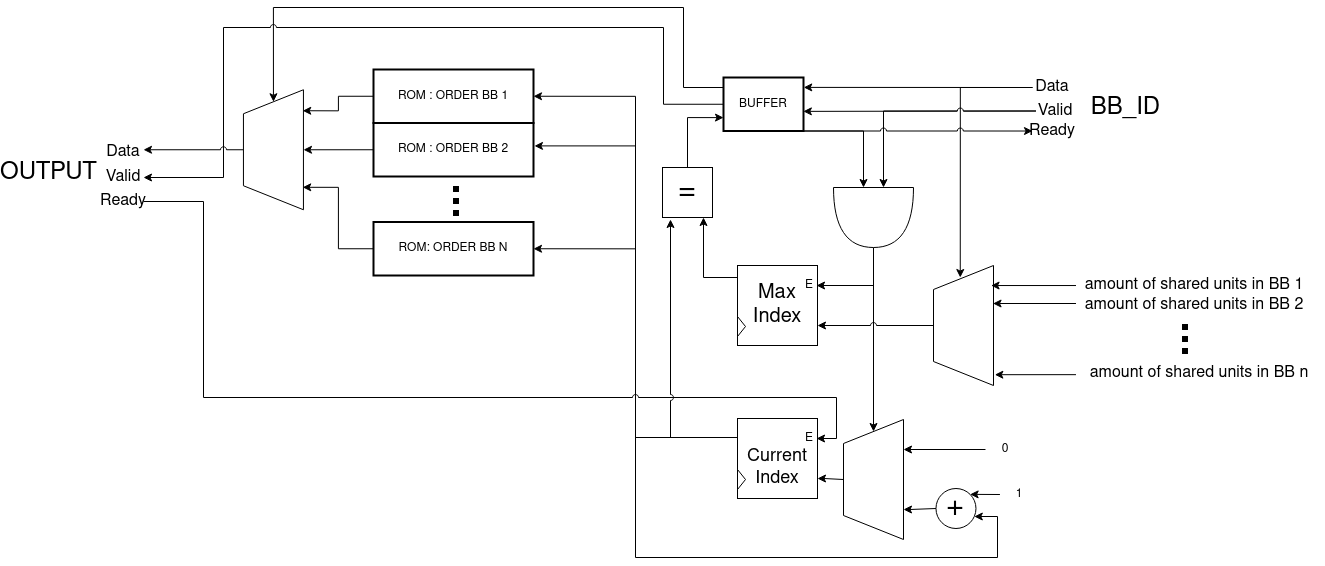 ROM : ORDER BB 1
ROM : ORDER BB 2
ROM: ORDER BB N
BUFFER
Data
Valid
Ready
BB_ID
OUTPUT
Data
Valid
Ready
=
Max
Index
E
amount of shared units in BB 1
amount of shared units in BB 2
amount of shared units in BB n
Current
Index
E
0
1
+